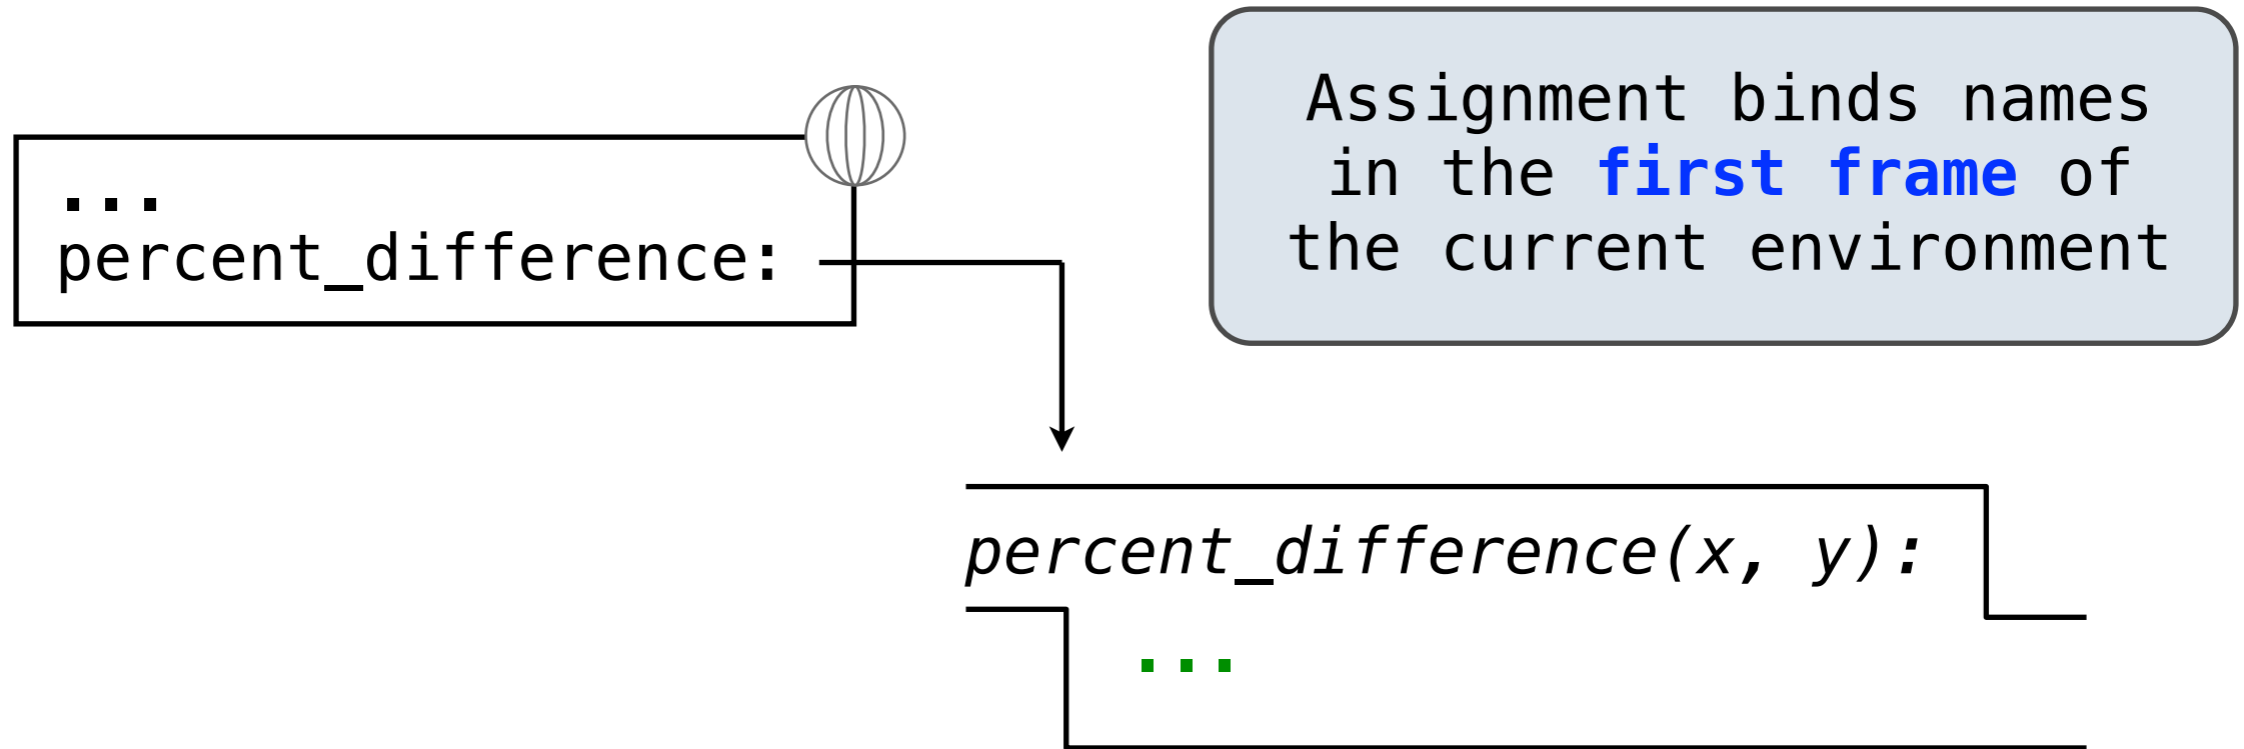 ...
percent_difference:
Assignment binds names
in the first frame of
the current environment
percent_difference(x, y):
...